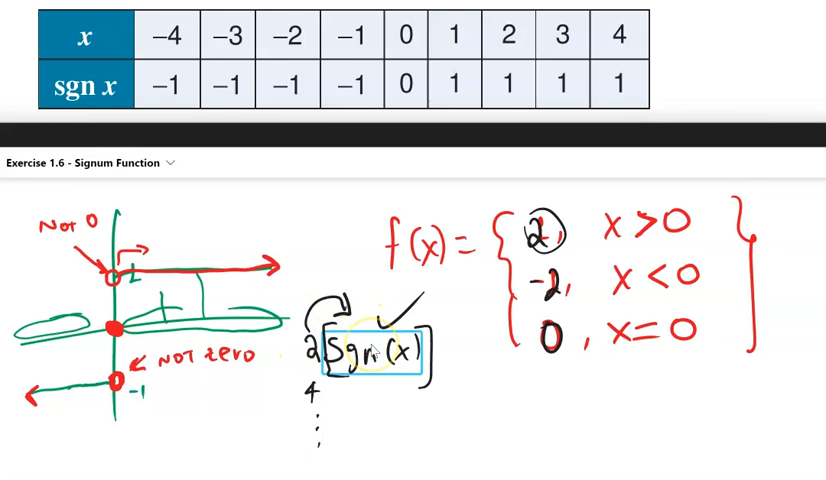 x −4 −3 −2 −1 0 1 2 3 4
sgn x −1 −1 −1 −1 0 1 1 1 1
Exercise 1.6 - Signum Function
Not 0
1
NOT zero
-1
2[Sgn(x)]
4
f(x) = { 2, x > 0
-2, x < 0
0, x = 0 }